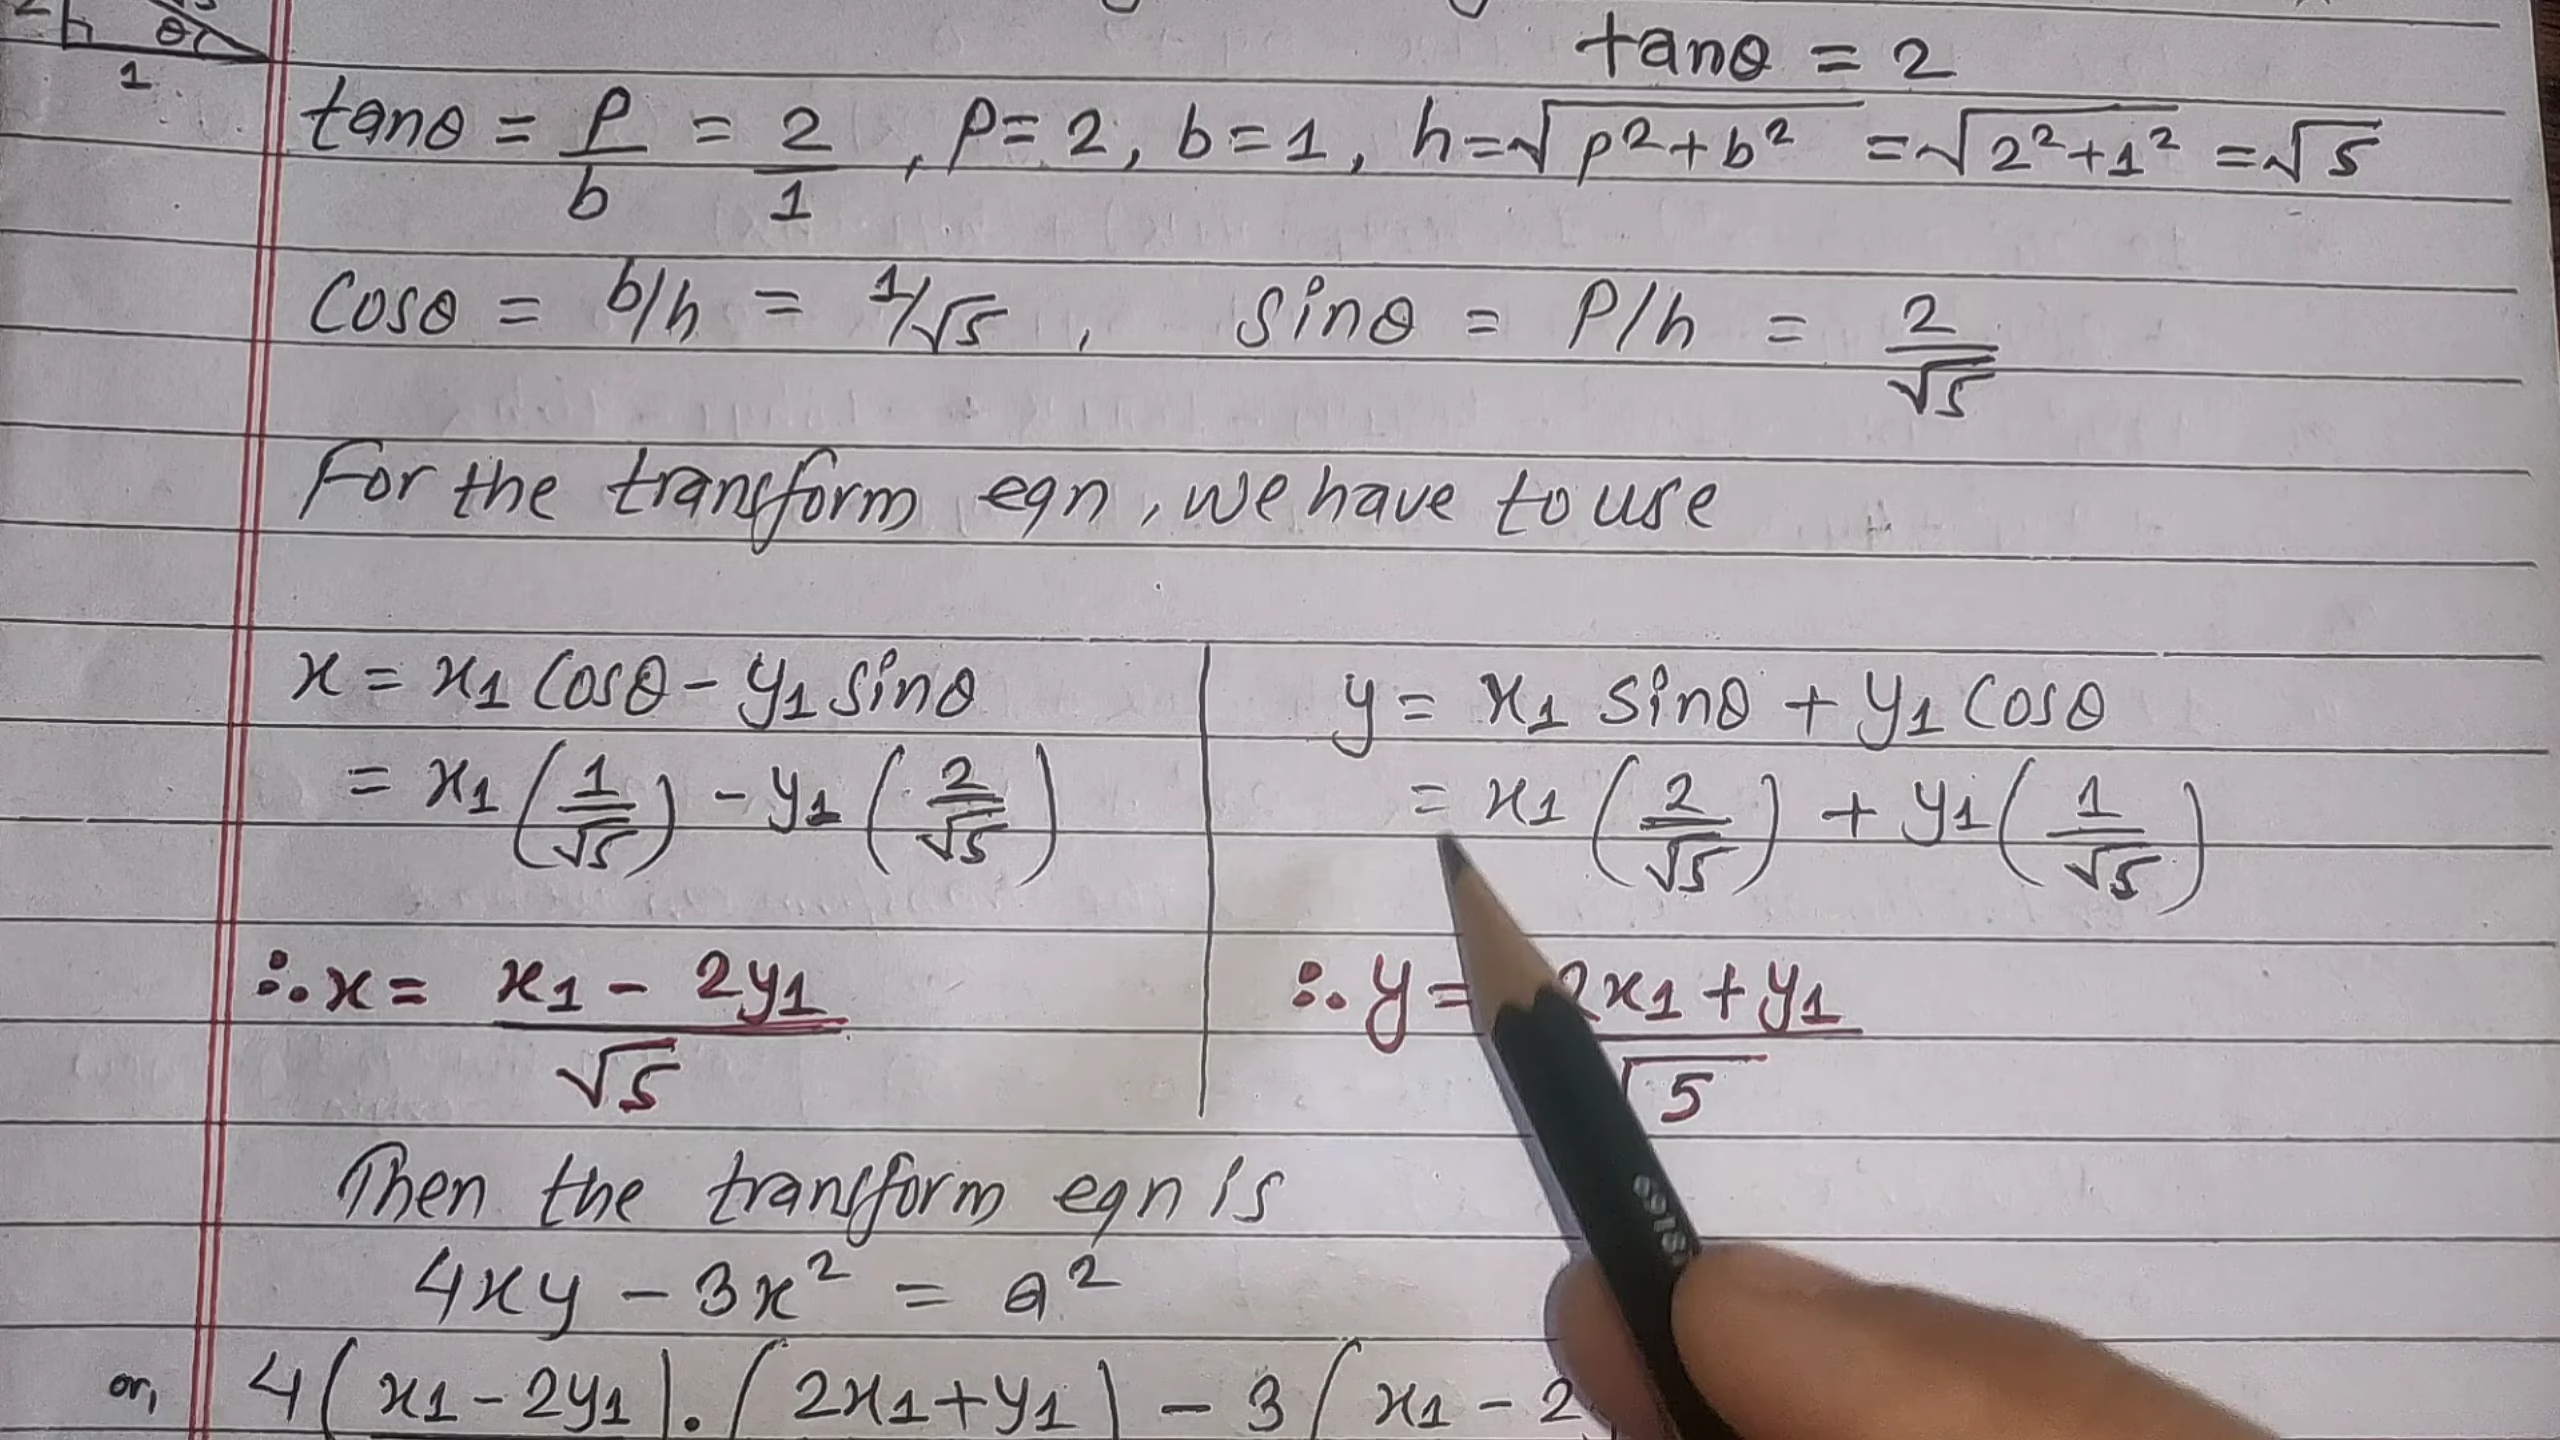 tanθ = 2
θ
1
tanθ = P/b = 2/1 , P = 2, b = 1, h = √(p²+b²) = √(2²+1²) = √5
Cosθ = b/h = 1/√5 , Sinθ = P/h = 2/√5
For the transform eqn, we have to use
x = x1 Cosθ - y1 sinθ
= x1 (1/√5) - y1 (2/√5)
∴ x = (x1 - 2y1)/√5
y = x1 sinθ + y1 Cosθ
= x1 (2/√5) + y1 (1/√5)
∴ y = (2x1 + y1)/√5
Then the transform eqn is
4xy - 3x² = a²
or, 4(x1 - 2y1).(2x1 + y1) - 3(x1 - 2